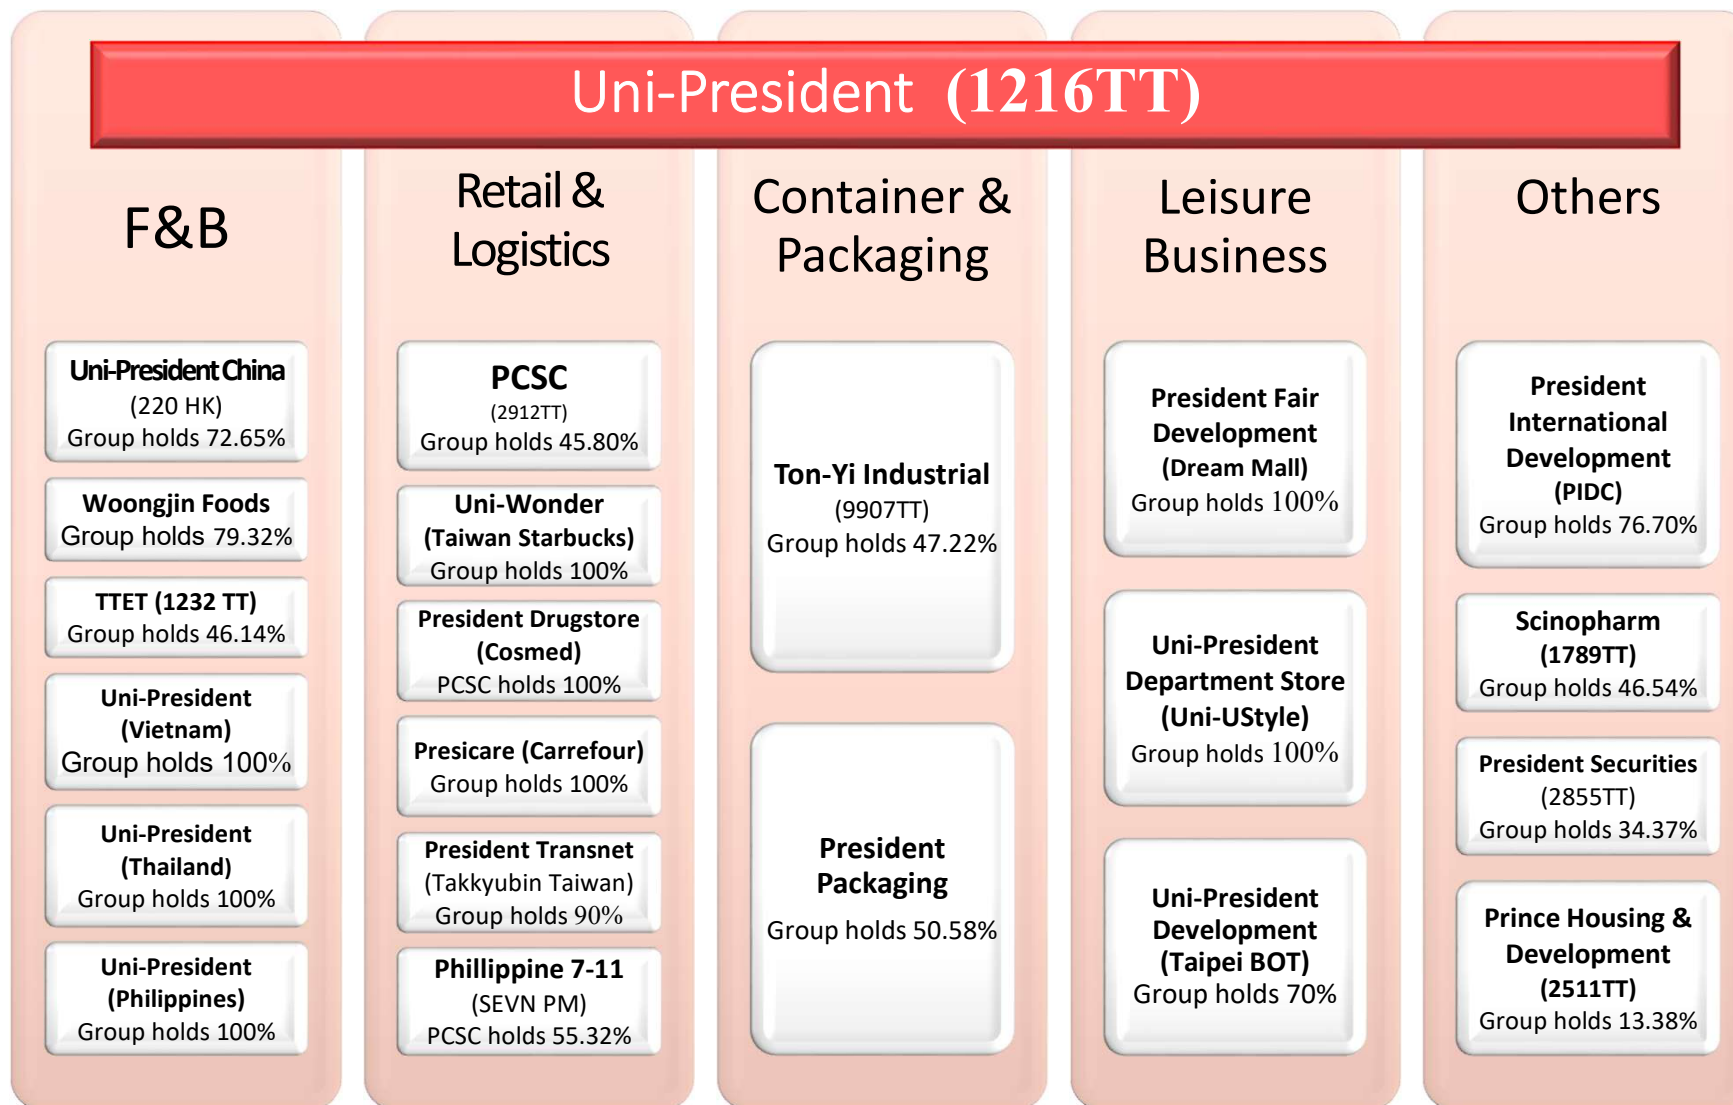 Uni-President (1216TT)
F&B
Uni-President China
(220 HK)
Group holds 72.65%
Woongjin Foods
Group holds 79.32%
TTET (1232 TT)
Group holds 46.14%
Uni-President
(Vietnam)
Group holds 100%
Uni-President
(Thailand)
Group holds 100%
Uni-President
(Philippines)
Group holds 100%
Retail &
Logistics
PCSC
(2912TT)
Group holds 45.80%
Uni-Wonder
(Taiwan Starbucks)
Group holds 100%
President Drugstore
(Cosmed)
PCSC holds 100%
Presicare (Carrefour)
Group holds 100%
President Transnet
(Takkyubin Taiwan)
Group holds 90%
Phillippine 7-11
(SEVN PM)
PCSC holds 55.32%
Container &
Packaging
Ton-Yi Industrial
(9907TT)
Group holds 47.22%
President
Packaging
Group holds 50.58%
Leisure
Business
President Fair
Development
(Dream Mall)
Group holds 100%
Uni-President
Department Store
(Uni-UStyle)
Group holds 100%
Uni-President
Development
(Taipei BOT)
Group holds 70%
Others
President
International
Development
(PIDC)
Group holds 76.70%
Scinopharm
(1789TT)
Group holds 46.54%
President Securities
(2855TT)
Group holds 34.37%
Prince Housing &
Development
(2511TT)
Group holds 13.38%